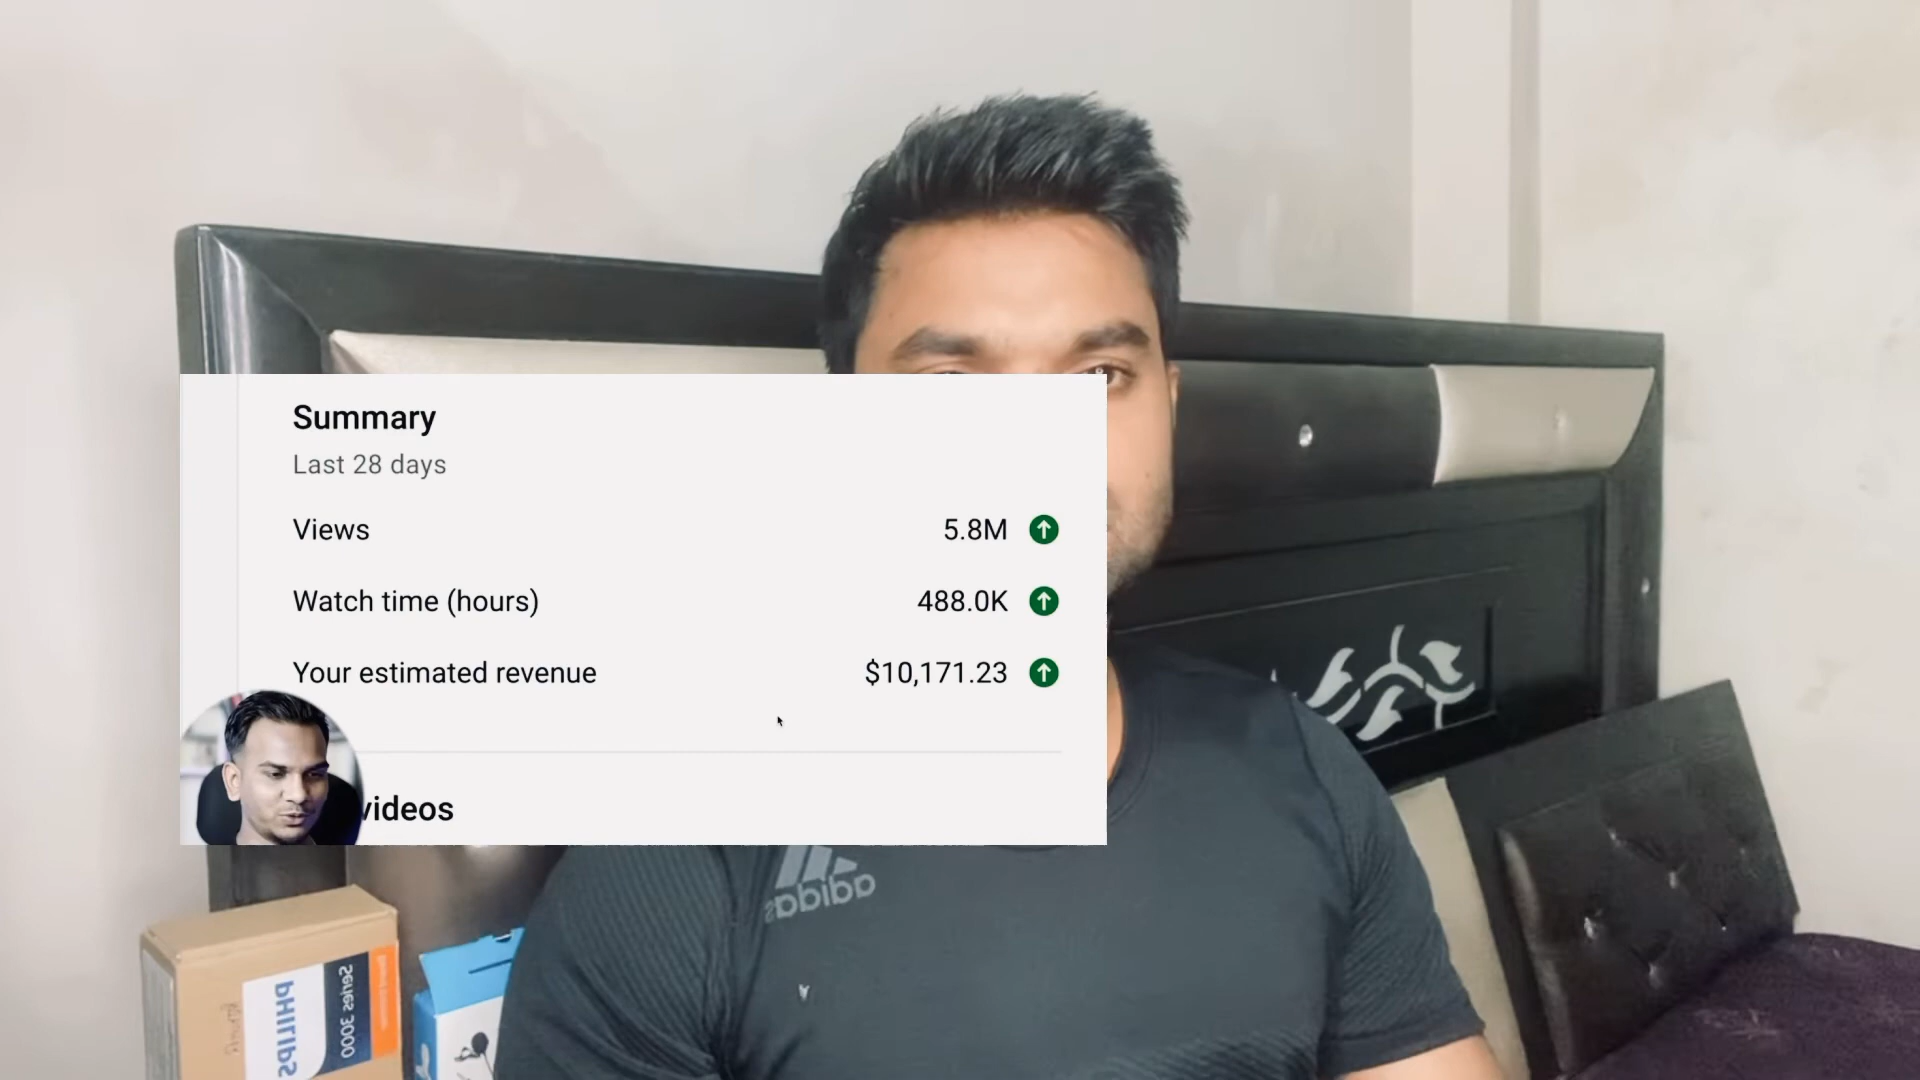 Summary
Last 28 days
Views 5.8M
Watch time (hours) 488.0K
Your estimated revenue $10,171.23
videos
adidas
PHILIPS
Series 3000